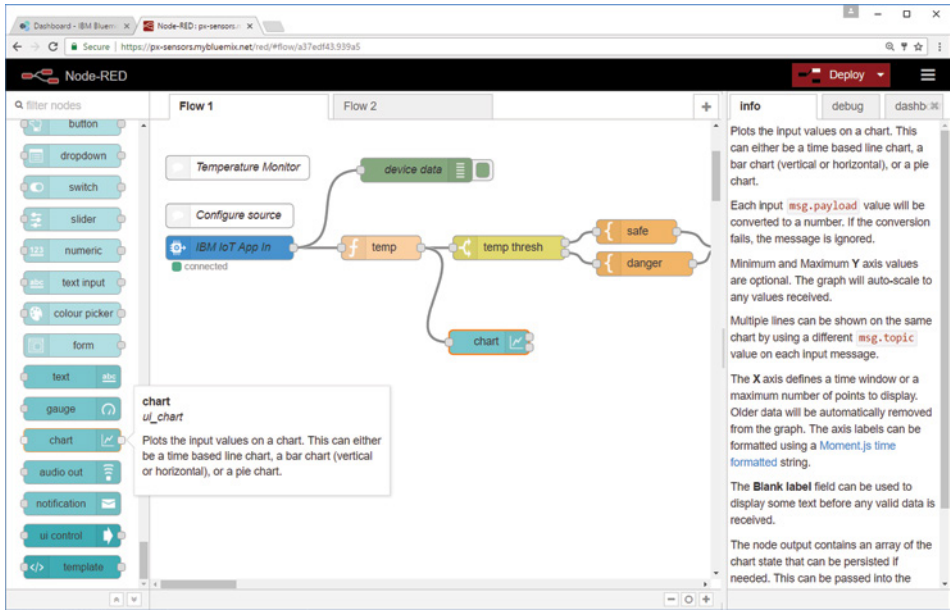 Dashboard - IBM Bluem
Node-RED: px-sensors.
Secure | https://px-sensors.mybluemix.net/red/#flow/a37edf43.939a5
Node-RED
Deploy
filter nodes
button
dropdown
switch
slider
123 numeric
abc text input
colour picker
form
text abc
gauge
chart
audio out
notification
ui control
</> template
Flow 1
Flow 2
Temperature Monitor
device data
Configure source
IBM IoT App In
connected
temp
temp thresh
safe
danger
chart
chart
ui_chart
Plots the input values on a chart. This can either
be a time based line chart, a bar chart (vertical
or horizontal), or a pie chart.
info
debug
dashb
Plots the input values on a chart. This
can either be a time based line chart, a
bar chart (vertical or horizontal), or a pie
chart.
Each input msg.payload value will be
converted to a number. If the conversion
fails, the message is ignored.
Minimum and Maximum Y axis values
are optional. The graph will auto-scale to
any values received.
Multiple lines can be shown on the same
chart by using a different msg.topic
value on each input message.
The X axis defines a time window or a
maximum number of points to display.
Older data will be automatically removed
from the graph. The axis labels can be
formatted using a Moment.js time
formatted string.
The Blank label field can be used to
display some text before any valid data is
received.
The node output contains an array of the
chart state that can be persisted if
needed. This can be passed into the